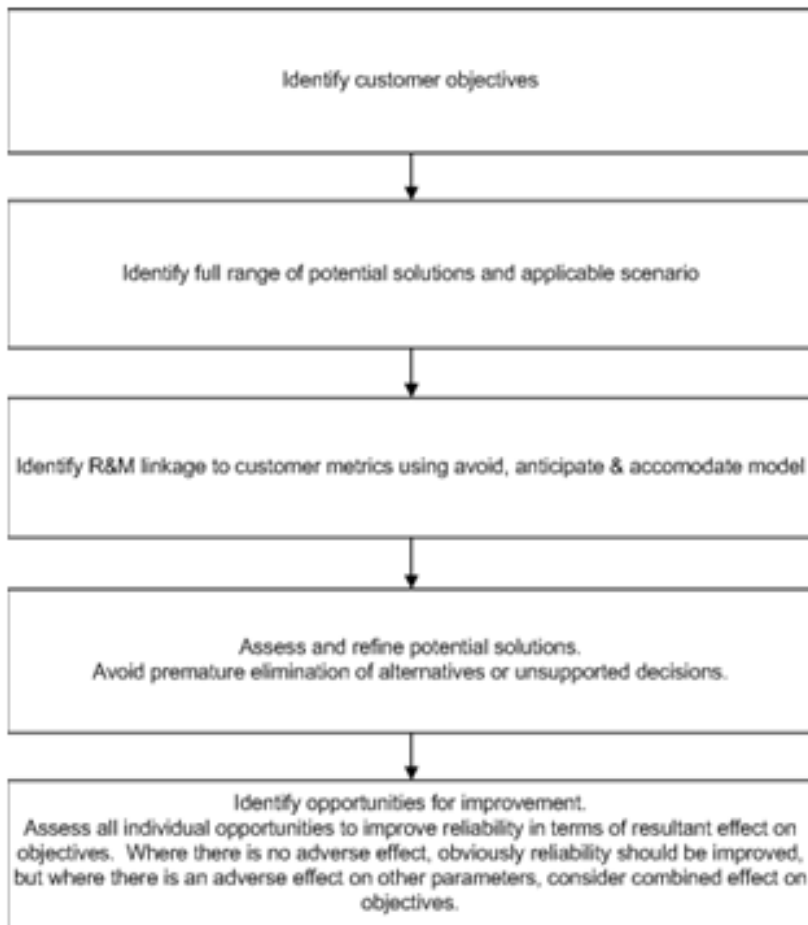 Identify customer objectives
Identify full range of potential solutions and applicable scenario
Identify R&M linkage to customer metrics using avoid, anticipate & accomodate model
Assess and refine potential solutions.
Avoid premature elimination of alternatives or unsupported decisions.
Identify opportunities for improvement.
Assess all individual opportunities to improve reliability in terms of resultant effect on
objectives.  Where there is no adverse effect, obviously reliability should be improved,
but where there is an adverse effect on other parameters, consider combined effect on
objectives.